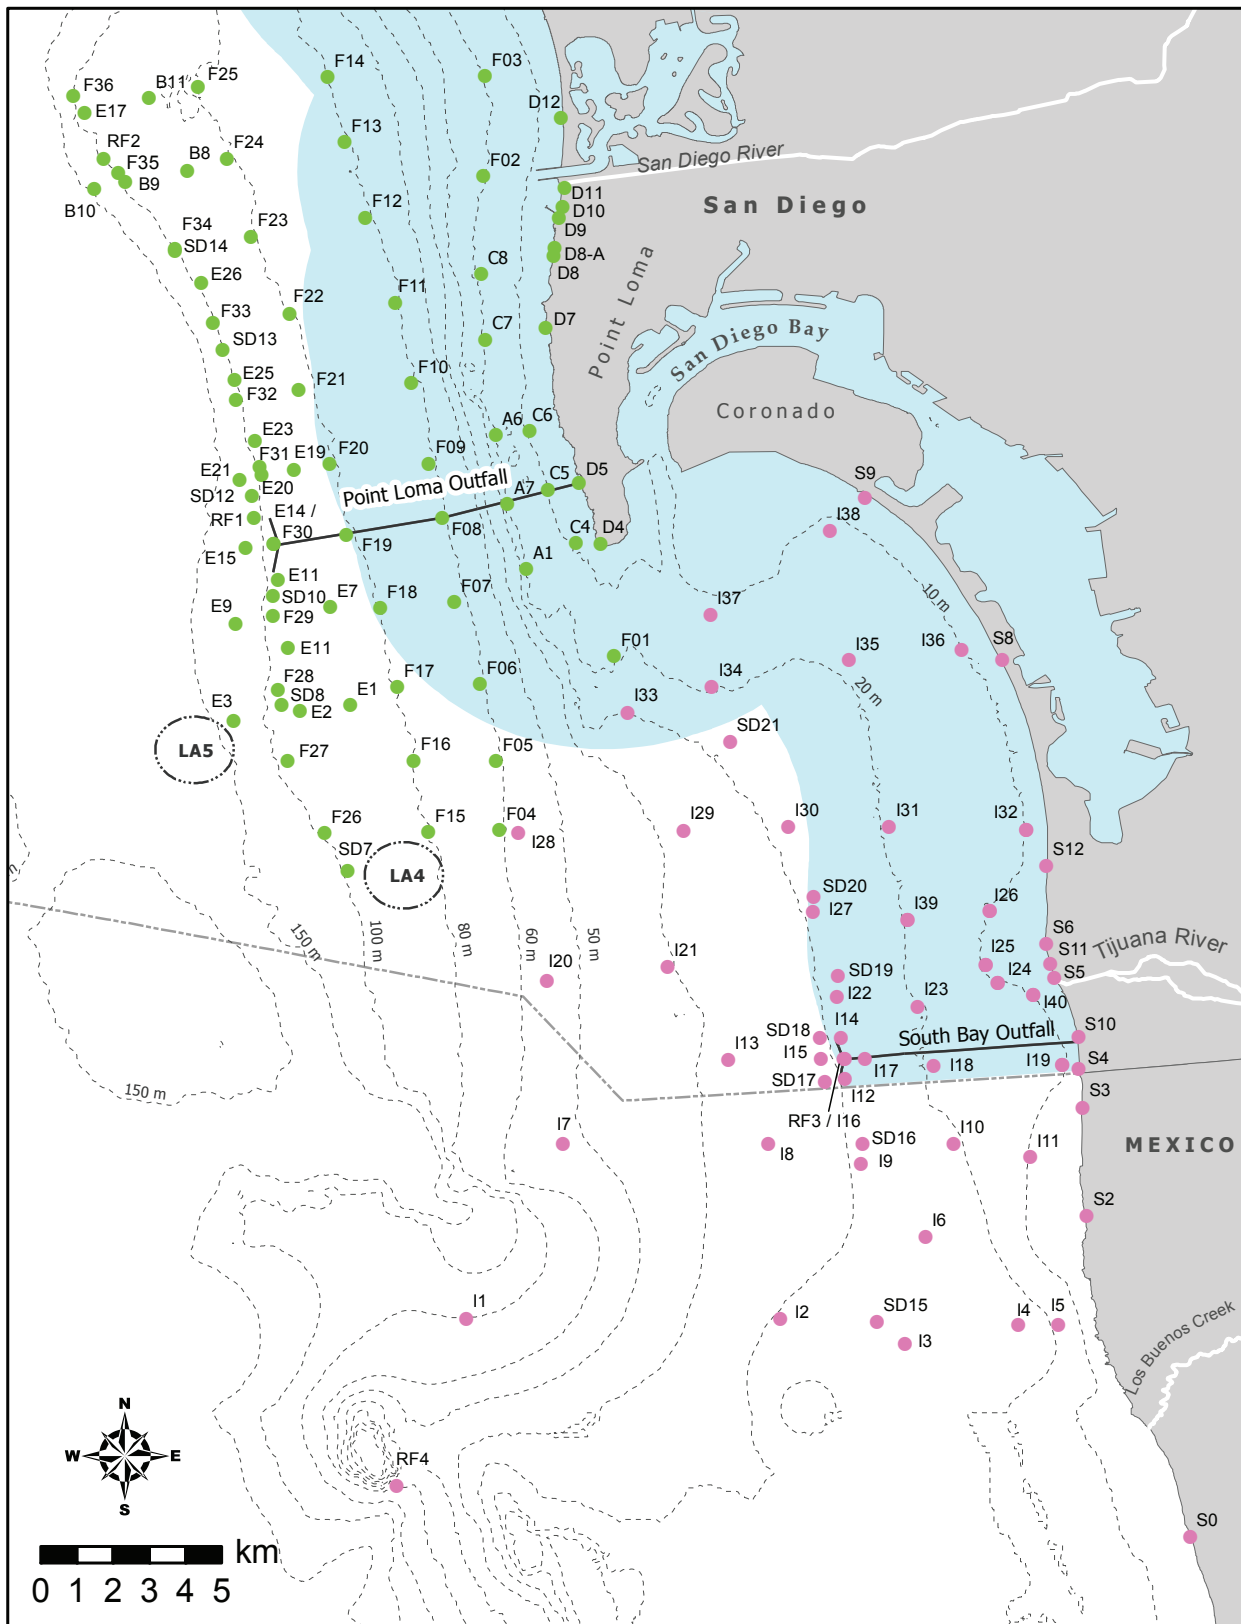 F14
F03
F36
B11
F25
E17
D12
F13
San Diego River
RF2
F24
F35
B8
F02
B9
D11
B10
D10
San Diego
F12
D9
F34
F23
SD14
D8-A
D8
C8
E26
F11
F22
F33
C7
D7
Point Loma
San Diego Bay
SD13
E25
F10
F21
F32
Coronado
A6
C6
E23
F31
E19
F20
F09
E21
Point Loma Outfall
C5
D5
SD12
E20
A7
S9
RF1
E14 /
F30
F08
I38
F19
C4
D4
E15
A1
E11
SD10
E7
F18
F07
10 m
E9
F29
I37
E11
F01
I35
I36
S8
F28
F17
F06
I34
20 m
SD8
E1
E3
E2
I33
SD21
LA5
F27
F16
F05
F26
F15
F04
I28
I29
I30
I31
I32
SD7
LA4
S12
m
SD20
I27
I39
I26
150 m
100 m
80 m
60 m
50 m
S6
Tijuana River
I20
I21
I25
S11
SD19
I24
S5
I22
I23
I40
SD18
I14
South Bay Outfall
S10
I13
I15
I17
I18
I19
S4
SD17
I12
150 m
RF3 / I16
S3
I7
I8
SD16
I10
I11
MEXICO
I9
S2
I6
I1
I2
SD15
I4
I5
I3
Los Buenos Creek
N
W
E
S
RF4
S0
km
0 1 2 3 4 5